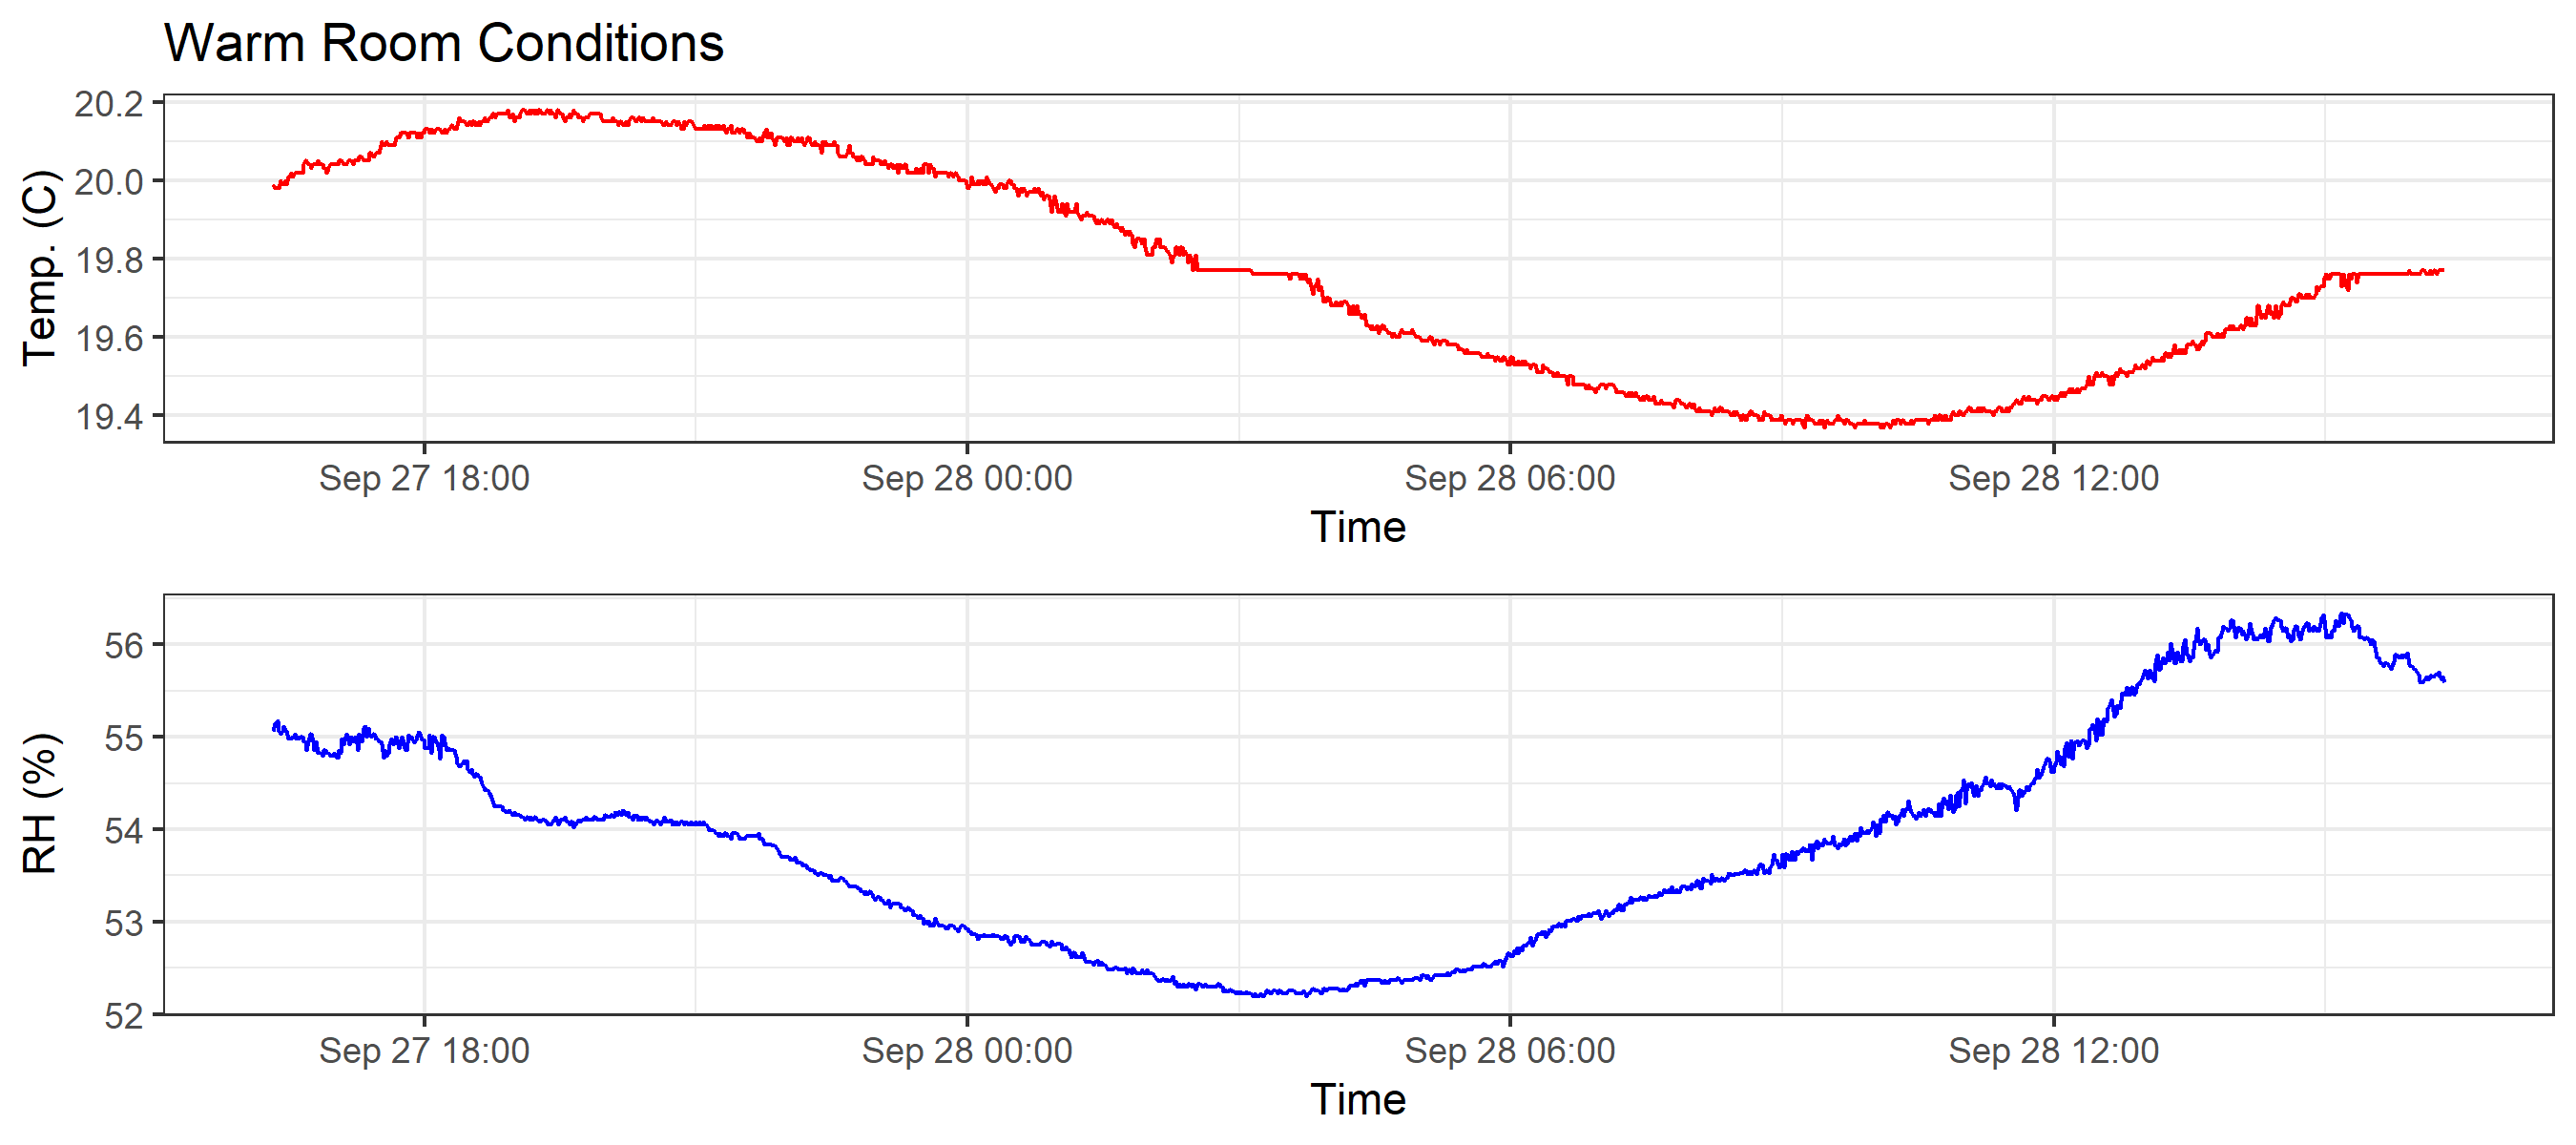 Warm Room Conditions
Temp. (C)
20.2
20.0
19.8
19.6
19.4
Sep 27 18:00 Sep 28 00:00 Sep 28 06:00 Sep 28 12:00
Time
RH (%)
56
55
54
53
52
Sep 27 18:00 Sep 28 00:00 Sep 28 06:00 Sep 28 12:00
Time